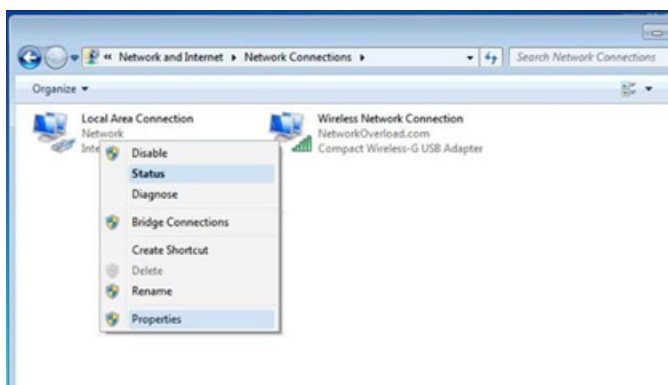 « Network and Internet ▸ Network Connections ▸
Search Network Connections
Organize ▾
Local Area Connection
Network
Inte
Wireless Network Connection
NetworkOverload.com
Compact Wireless-G USB Adapter
Disable
Status
Diagnose
Bridge Connections
Create Shortcut
Delete
Rename
Properties